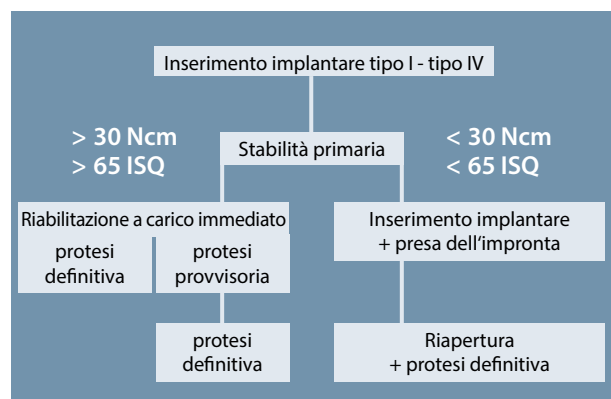 Inserimento implantare tipo I - tipo IV
> 30 Ncm
> 65 ISQ
Stabilità primaria
< 30 Ncm
< 65 ISQ
Riabilitazione a carico immediato
protesi
definitiva
protesi
provvisoria
Inserimento implantare
+ presa dell‘impronta
protesi
definitiva
Riapertura
+ protesi definitiva